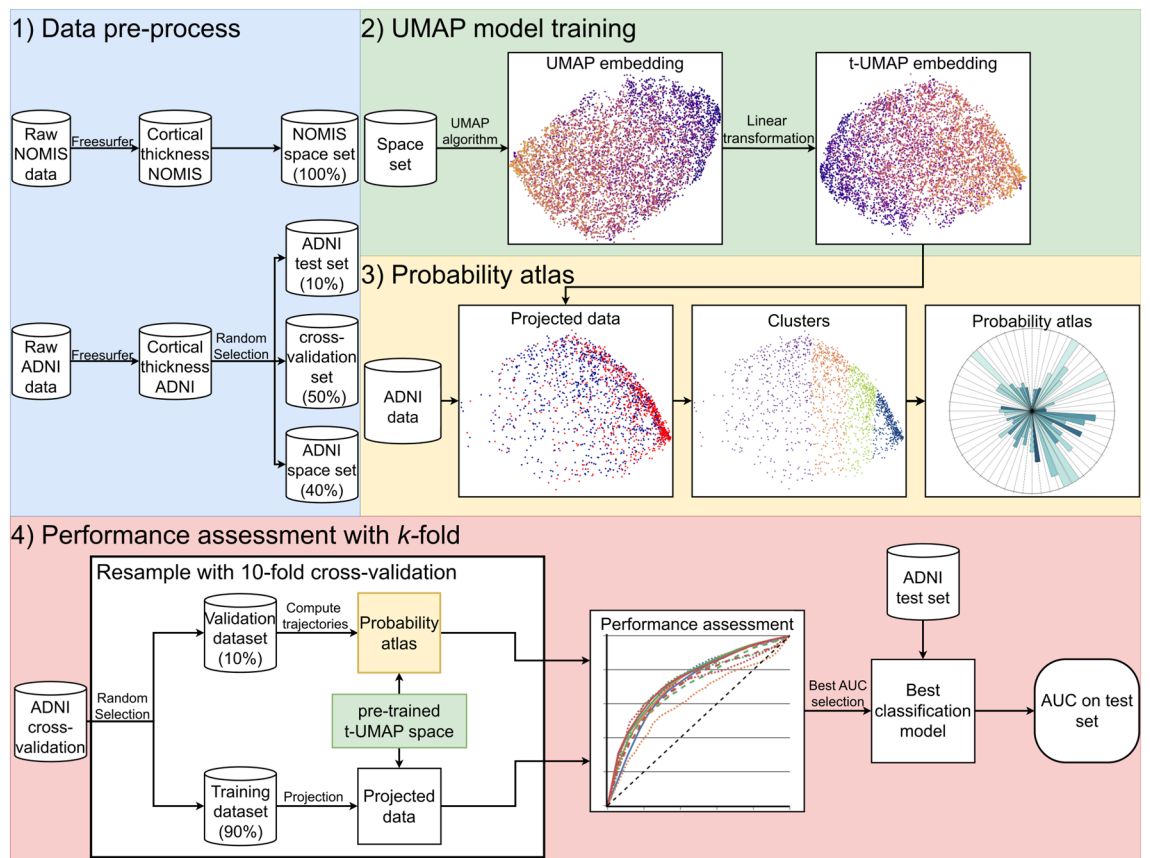 1) Data pre-process
Raw
NOMIS
data
Freesurfer
Cortical
thickness
NOMIS
NOMIS
space set
(100%)
ADNI
test set
(10%)
Raw
ADNI
data
Freesurfer
Cortical
thickness
ADNI
Random
Selection
cross-
validation
set
(50%)
ADNI
space set
(40%)
2) UMAP model training
Space
set
UMAP
algorithm
UMAP embedding
Linear
transformation
t-UMAP embedding
3) Probability atlas
ADNI
data
Projected data
Clusters
Probability atlas
4) Performance assessment with k-fold
Resample with 10-fold cross-validation
ADNI
cross-
validation
Random
Selection
Validation
dataset
(10%)
Compute
trajectories
Probability
atlas
pre-trained
t-UMAP space
Training
dataset
(90%)
Projection
Projected
data
Performance assessment
Best AUC
selection
ADNI
test set
Best
classification
model
AUC on test
set